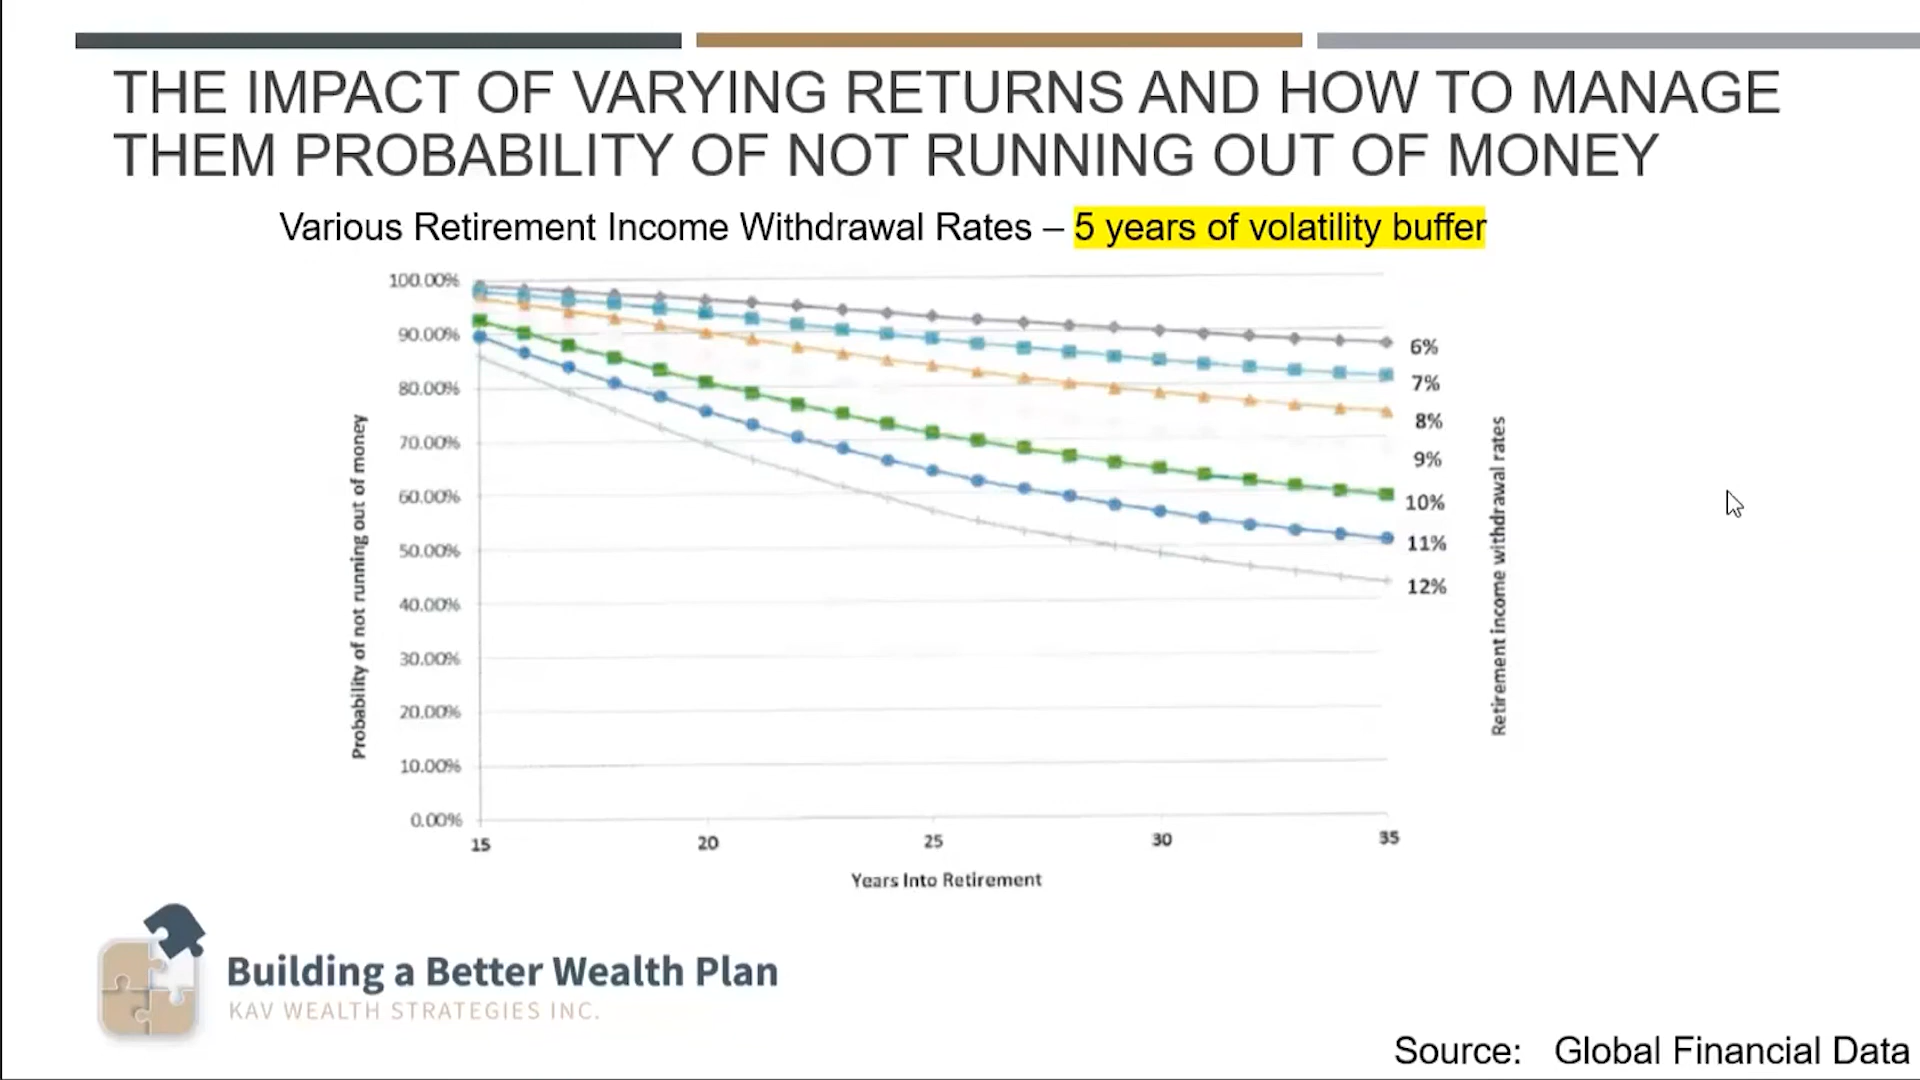 THE IMPACT OF VARYING RETURNS AND HOW TO MANAGE
THEM PROBABILITY OF NOT RUNNING OUT OF MONEY
Various Retirement Income Withdrawal Rates – 5 years of volatility buffer
100.00%
90.00%
80.00%
70.00%
60.00%
50.00%
40.00%
30.00%
20.00%
10.00%
0.00%
Probability of not running out of money
6%
7%
8%
9%
10%
11%
12%
Retirement income withdrawal rates
15 20 25 30 35
Years Into Retirement
Building a Better Wealth Plan
KAV WEALTH STRATEGIES INC.
Source: Global Financial Data